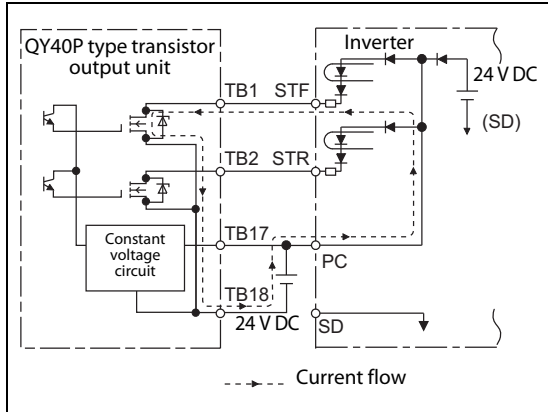 QY40P type transistor
output unit
Inverter
TB1 STF
24 V DC
(SD)
TB2 STR
Constant
voltage
circuit
TB17
PC
TB18
24 V DC
SD
Current flow